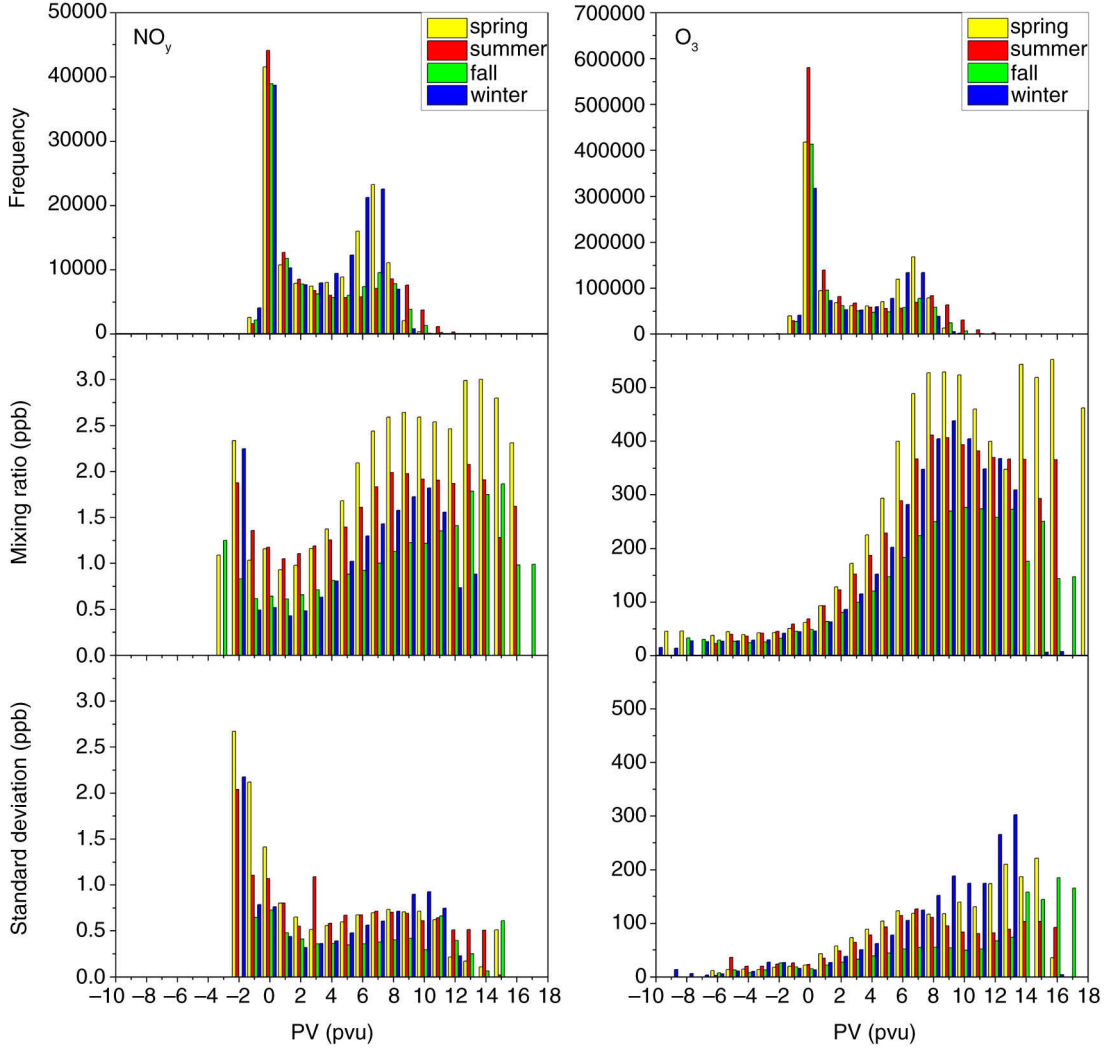 NOy
spring
summer
fall
winter
O3
spring
summer
fall
winter
Frequency
50000
40000
30000
20000
10000
0
700000
600000
500000
400000
300000
200000
100000
0
Mixing ratio (ppb)
3.0
2.5
2.0
1.5
1.0
0.5
0.0
500
400
300
200
100
0
Standard deviation (ppb)
3.0
2.5
2.0
1.5
1.0
0.5
0.0
500
400
300
200
100
0
−10 −8 −6 −4 −2 0 2 4 6 8 10 12 14 16 18
−10 −8 −6 −4 −2 0 2 4 6 8 10 12 14 16 18
PV (pvu)
PV (pvu)